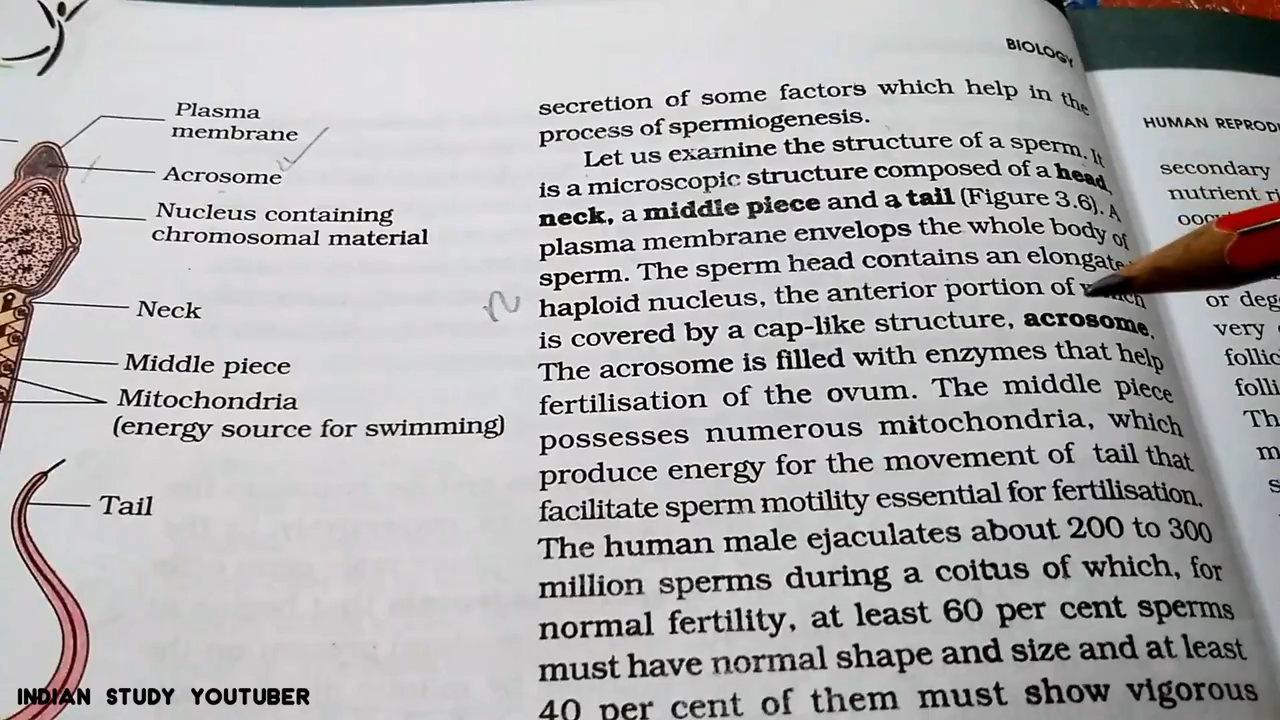 BIOLOGY
Plasma
membrane
Acrosome
Nucleus containing
chromosomal material
Neck
Middle piece
Mitochondria
(energy source for swimming)
Tail
secretion of some factors which help in the
process of spermiogenesis.
Let us examine the structure of a sperm. It
is a microscopic structure composed of a head,
neck, a middle piece and a tail (Figure 3.6). A
plasma membrane envelops the whole body of
sperm. The sperm head contains an
haploid nucleus, the anterior portion of which
is covered by a cap-like structure, acrosome.
The acrosome is filled with enzymes that help
fertilisation of the ovum. The middle piece
possesses numerous mitochondria, which
produce energy for the movement of tail that
facilitate sperm motility essential for fertilisation.
The human male ejaculates about 200 to 300
million sperms during a coitus of which, for
normal fertility, at least 60 per cent sperms
must have normal shape and size and at least
40 per cent of them must show vigorous
HUMAN
secondary
nutrient
or
very
INDIAN STUDY YOUTUBER